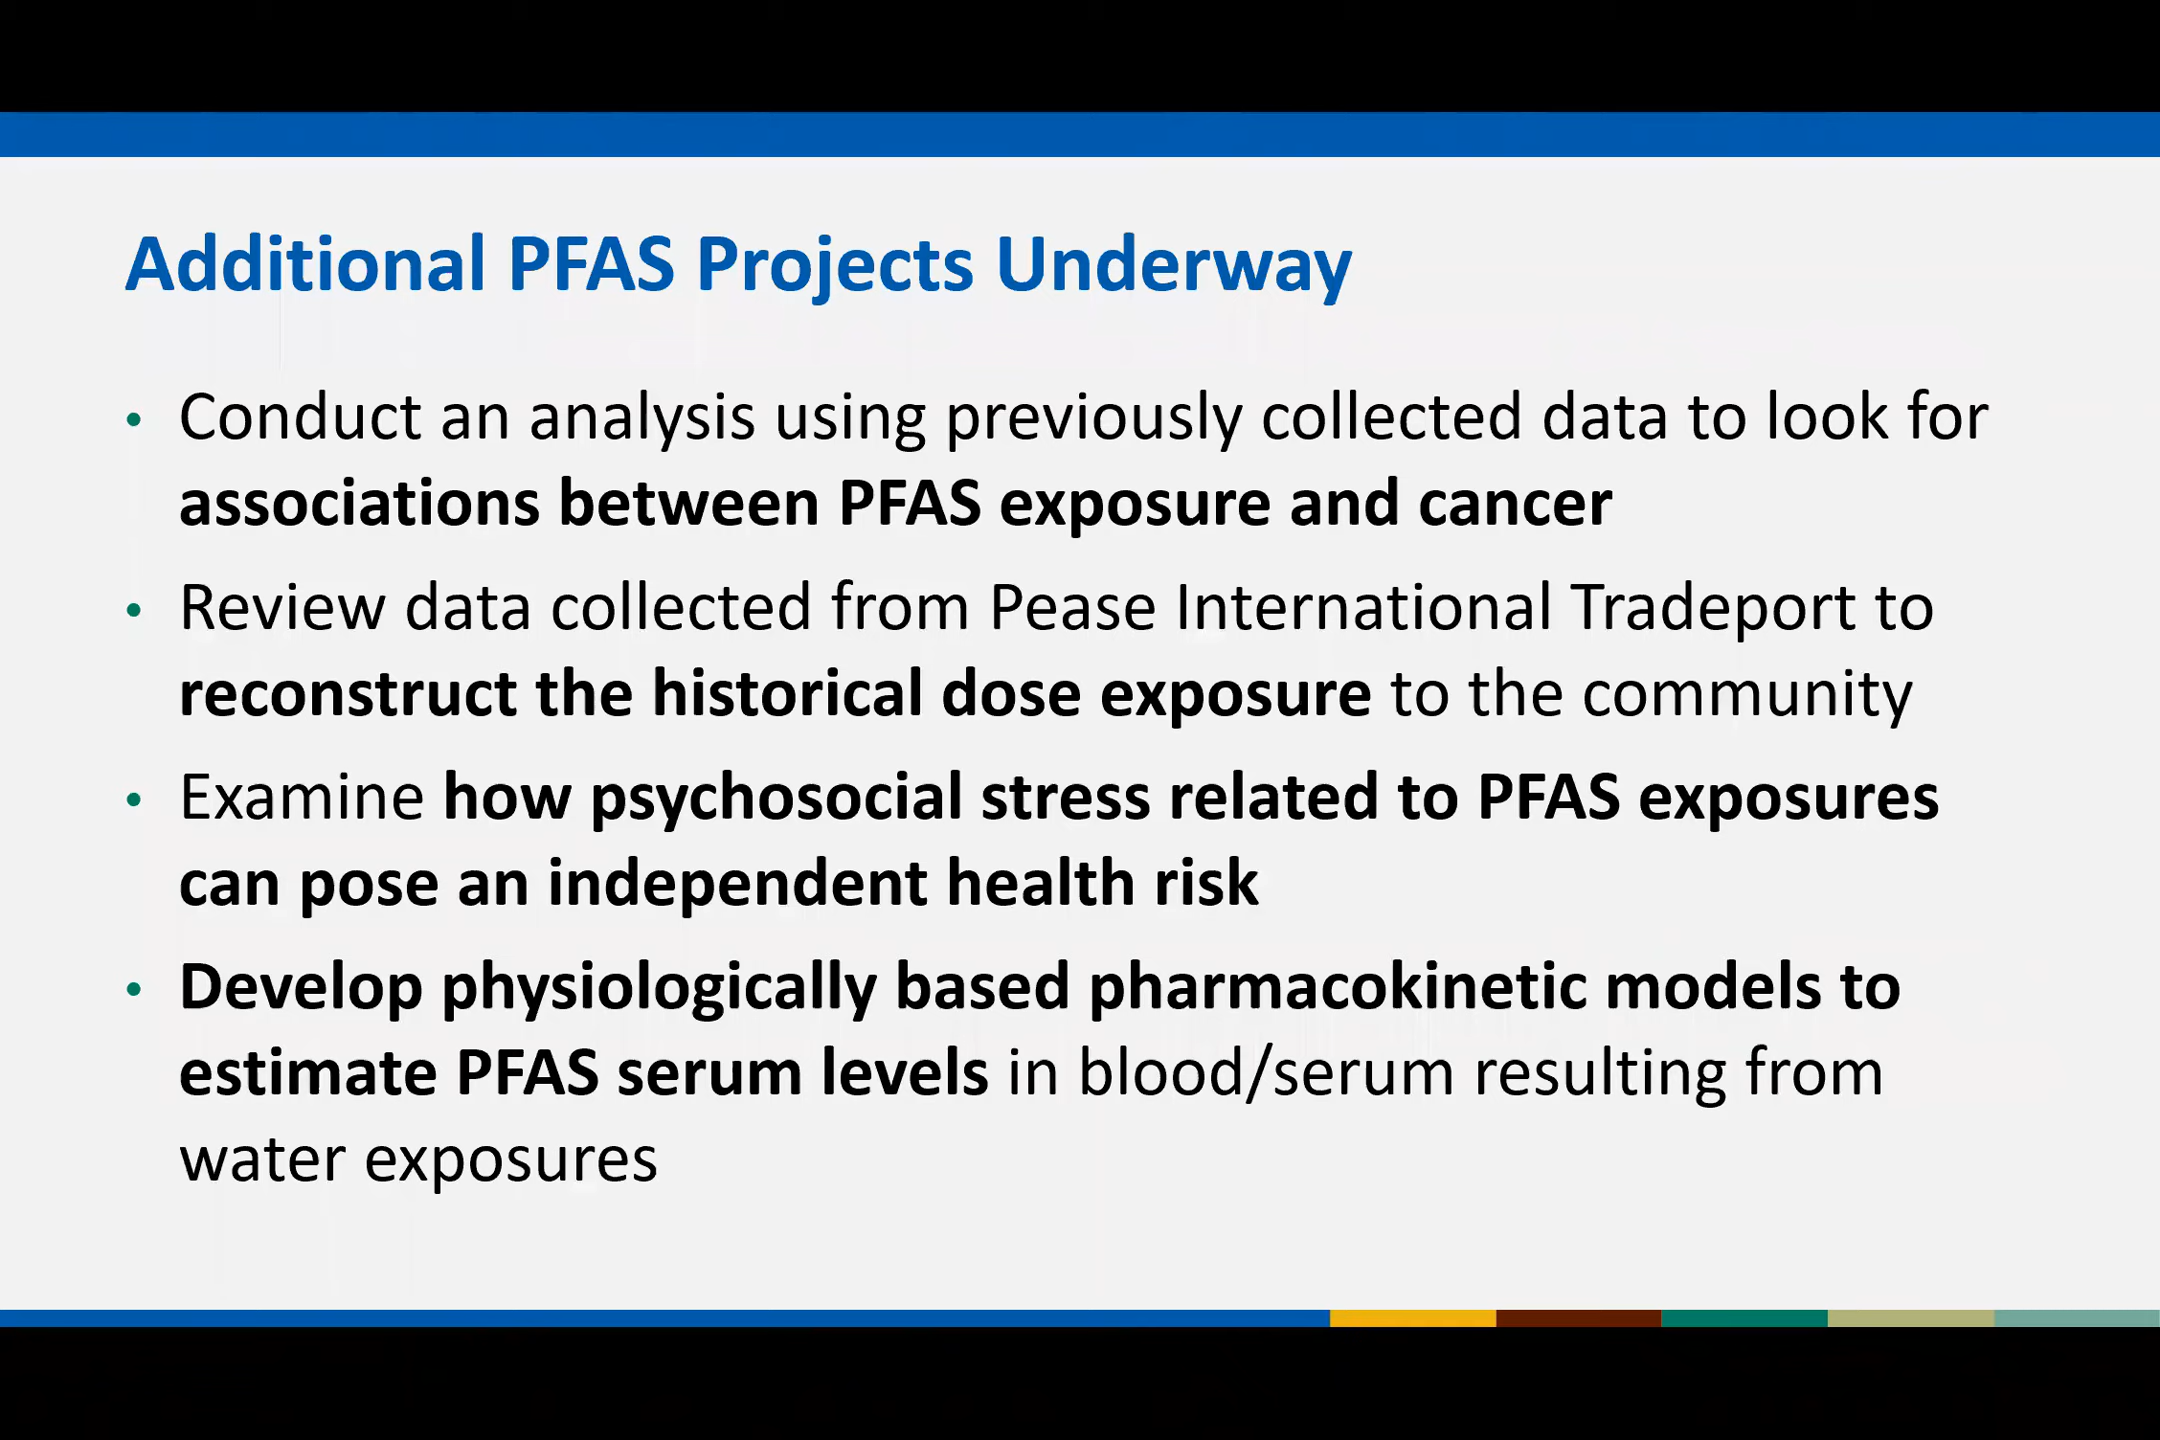 Additional PFAS Projects Underway
• Conduct an analysis using previously collected data to look for
associations between PFAS exposure and cancer
• Review data collected from Pease International Tradeport to
reconstruct the historical dose exposure to the community
• Examine how psychosocial stress related to PFAS exposures
can pose an independent health risk
• Develop physiologically based pharmacokinetic models to
estimate PFAS serum levels in blood/serum resulting from
water exposures